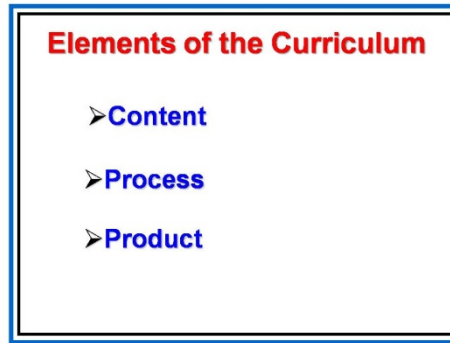 Elements of the Curriculum
➢Content
➢Process
➢Product